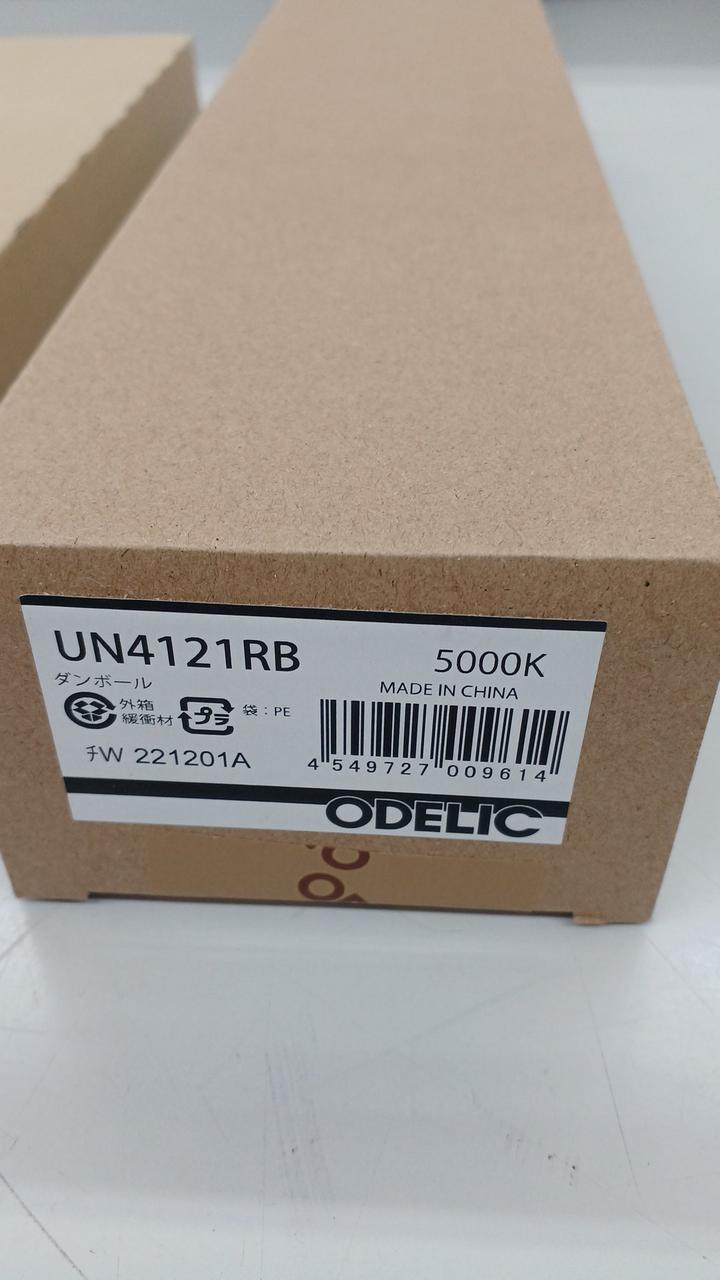 UN4121RB
5000K
ダンボール
MADE IN CHINA
外箱
緩衝材
プラ
袋：PE
ﾁW 221201A
4 549727 009614
ODELIC